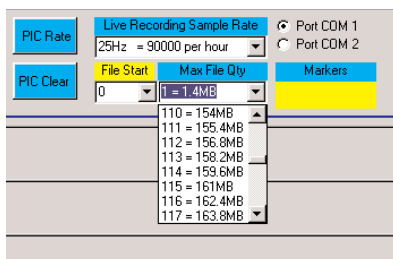 PIC Rate
Live Recording Sample Rate
25Hz = 90000 per hour
Port COM 1
Port COM 2
PIC Clear
File Start
Max File Qty
Markers
0
1 = 1.4MB
110 = 154MB
111 = 155.4MB
112 = 156.8MB
113 = 158.2MB
114 = 159.6MB
115 = 161MB
116 = 162.4MB
117 = 163.8MB